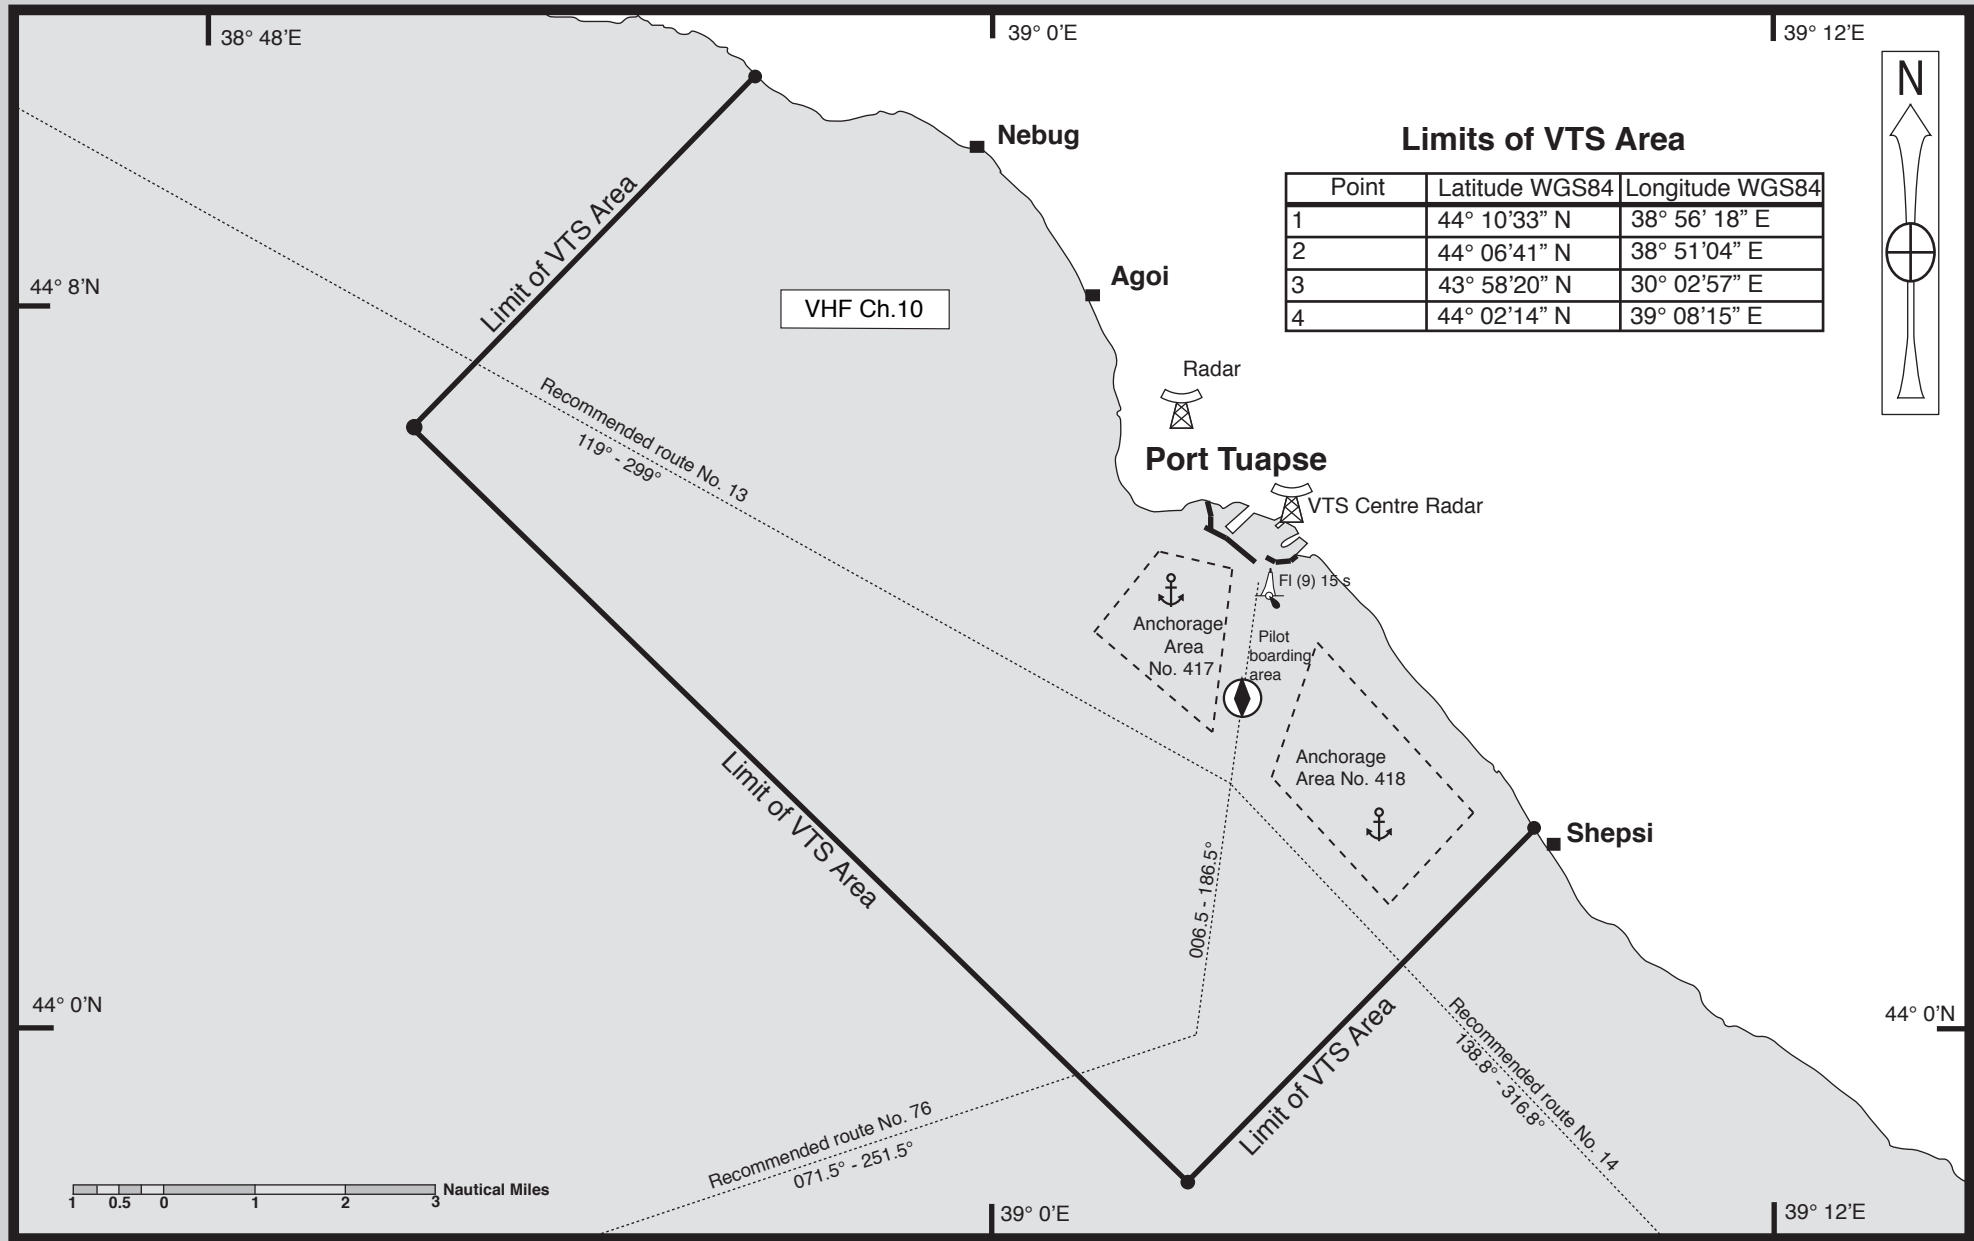 38° 48’E
39° 0’E
39° 12’E
N
Nebug
Limits of VTS Area
Point Latitude WGS84 Longitude WGS84
1 44° 10’33” N 38° 56’ 18” E
2 44° 06’41” N 38° 51’04” E
3 43° 58’20” N 30° 02’57” E
4 44° 02’14” N 39° 08’15” E
Limit of VTS Area
Agoi
44° 8’N
VHF Ch.10
Radar
Recommended route No. 13
119° - 299°
Port Tuapse
VTS Centre Radar
Fl (9) 15 s
Anchorage
Area
No. 417
Pilot
boarding
area
Anchorage
Area No. 418
Limit of VTS Area
Shepsi
006.5 - 186.5°
44° 0’N
44° 0’N
Limit of VTS Area
Recommended route No. 14
138.8° - 316.8°
Recommended route No. 76
071.5° - 251.5°
1 0.5 0 1 2 3 Nautical Miles
39° 0’E
39° 12’E